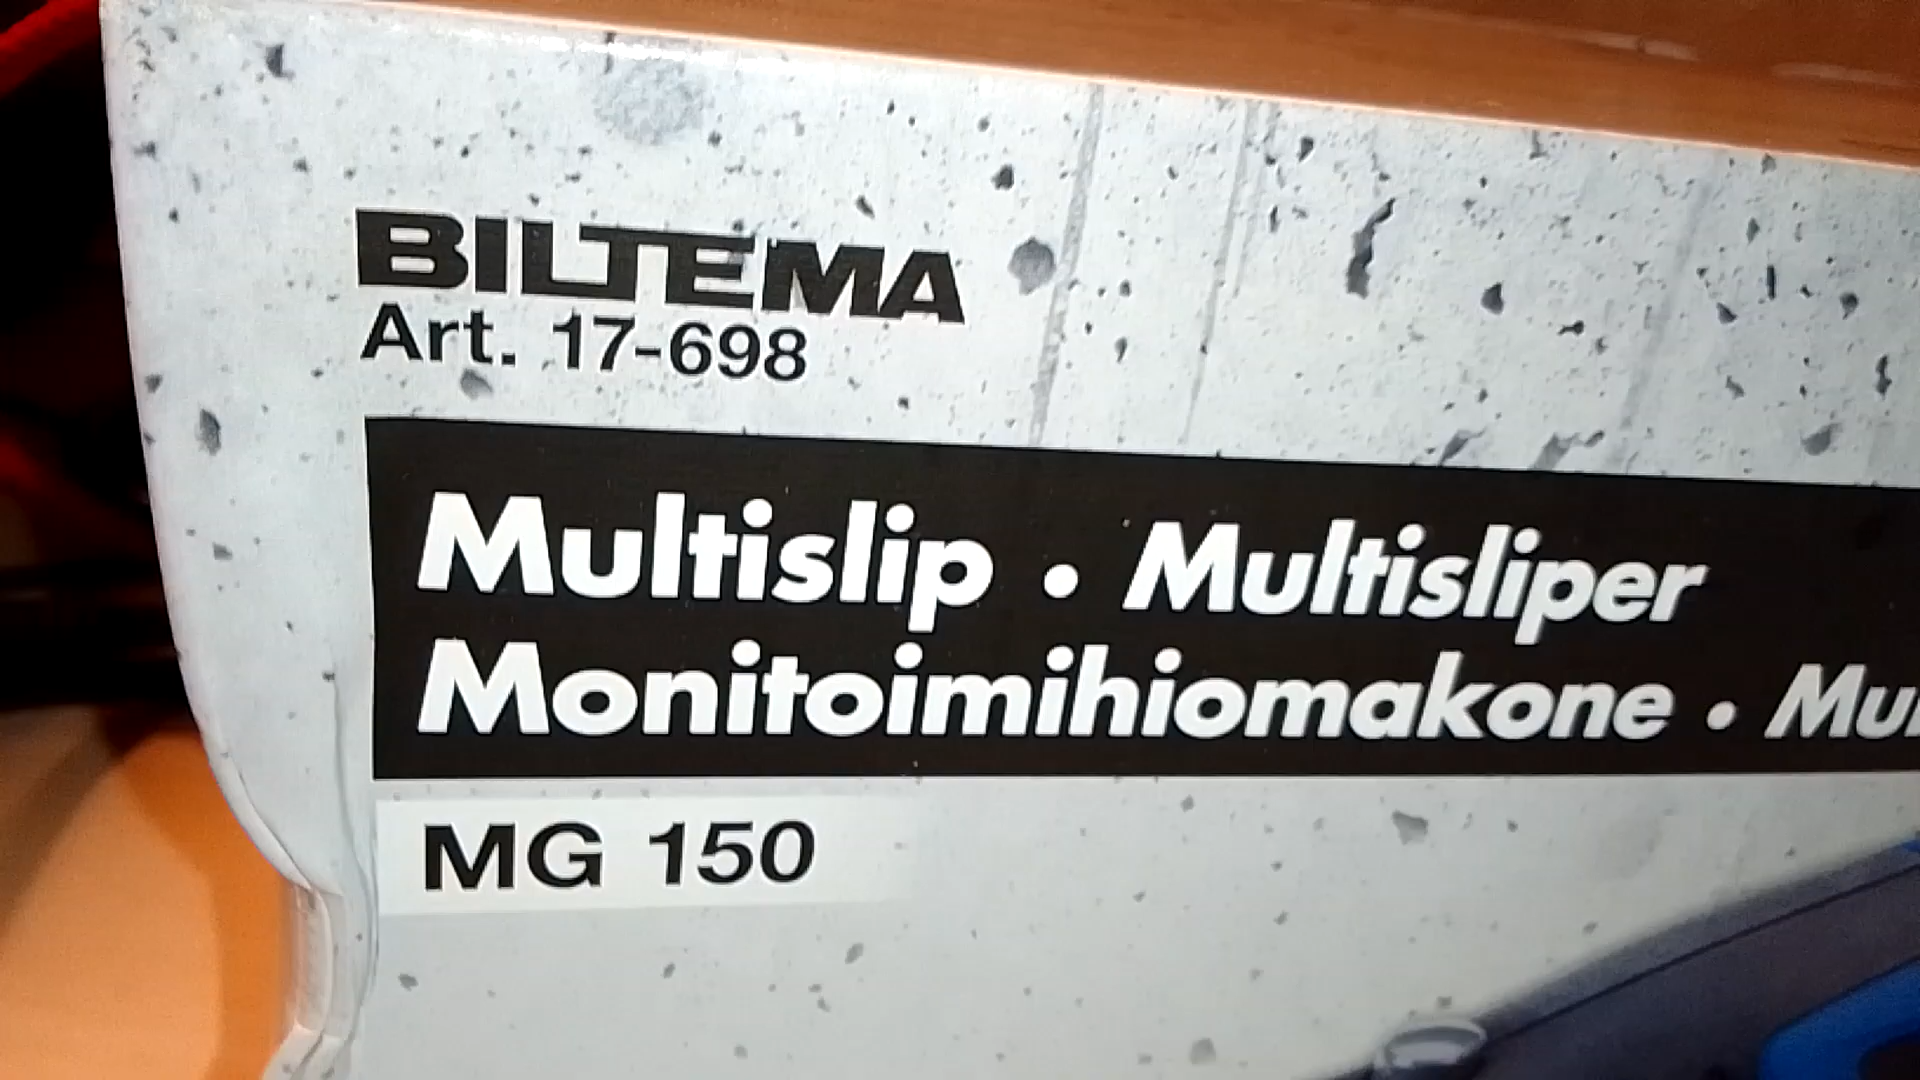 BILTEMA
Art. 17-698
Multislip • Multisliper
Monitoimihiomakone •
MG 150